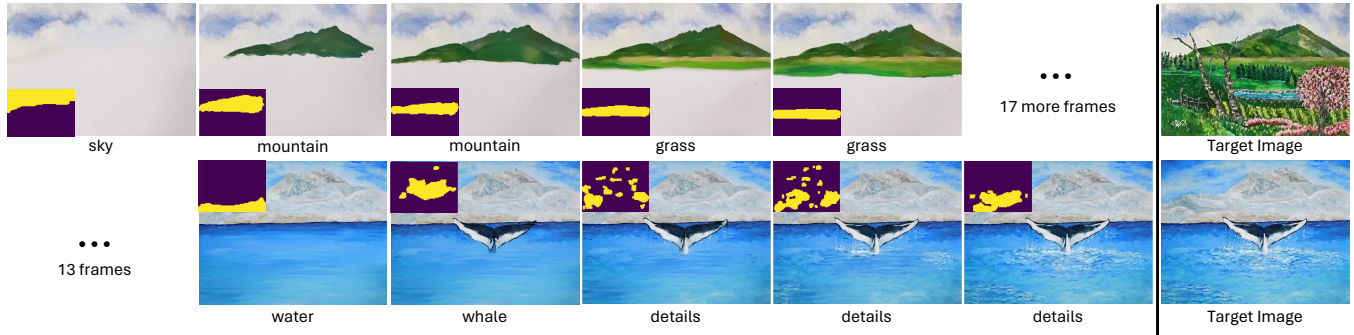 •••
17 more frames
sky
mountain
mountain
grass
grass
Target Image
•••
13 frames
water
whale
details
details
details
Target Image